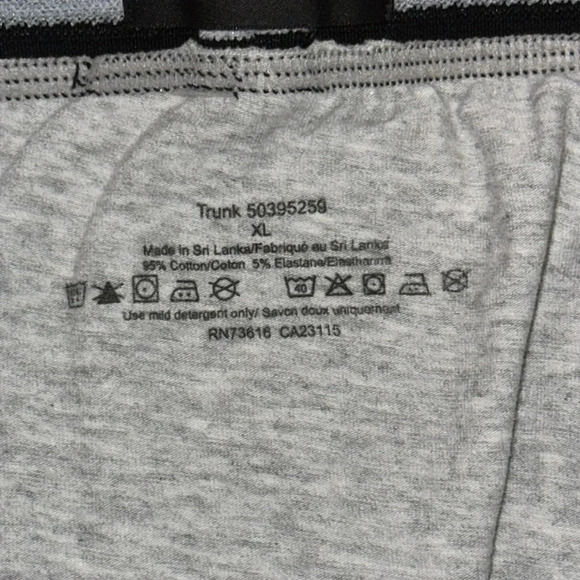 Trunk 50395259
XL
Made in Sri Lanka/Fabriqué au Sri Lanka
95% Cotton/Coton 5% Elastane/Elasthanne
40
Use mild detergent only/ Savon doux uniquement
RN73616 CA23115